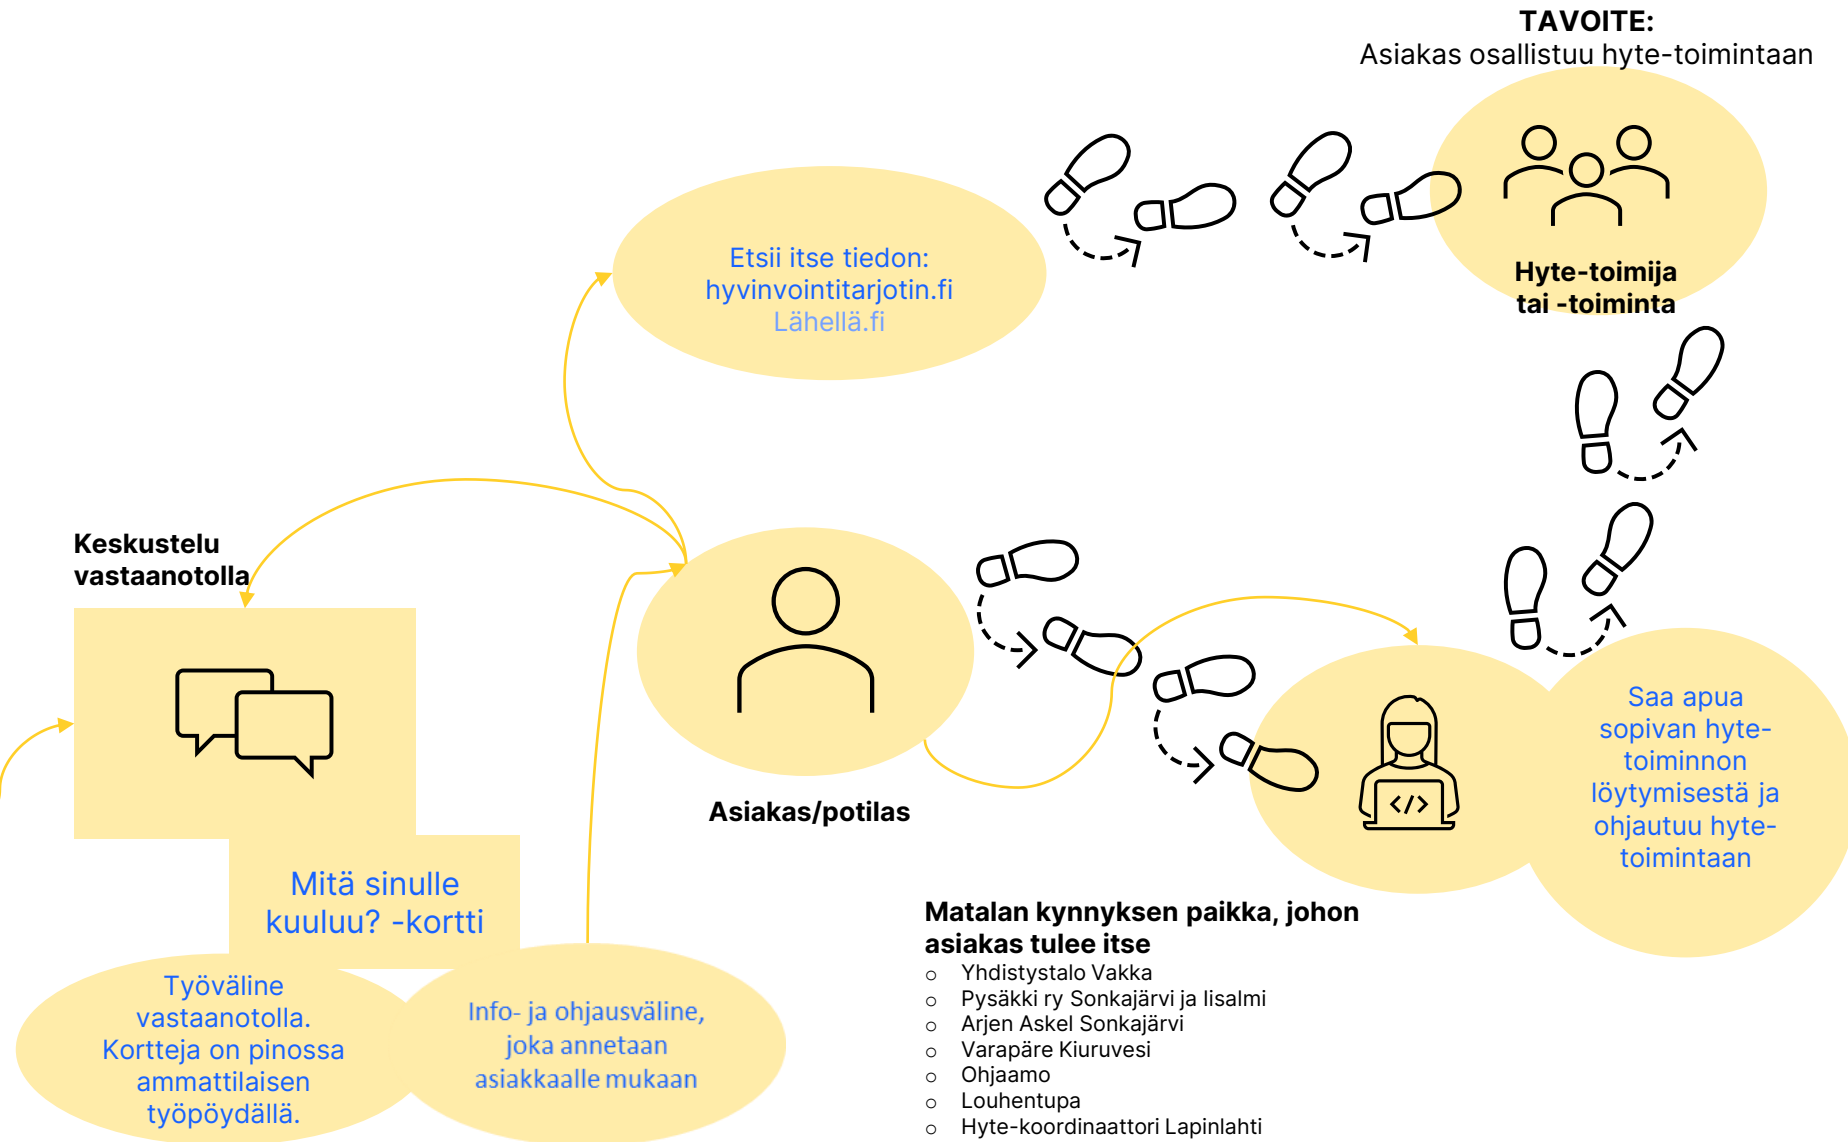 TAVOITE:
Asiakas osallistuu hyte-toimintaan
Etsii itse tiedon:
hyvinvointitarjotin.fi
Lähellä.fi
Hyte-toimija
tai -toiminta
Keskustelu
vastaanotolla
Asiakas/potilas
</>
Saa apua
sopivan hyte-
toiminnon
löytymisestä ja
ohjautuu hyte-
toimintaan
Mitä sinulle
kuuluu? -kortti
Työväline
vastaanotolla.
Kortteja on pinossa
ammattilaisen
työpöydällä.
Info- ja ohjausväline,
joka annetaan
asiakkaalle mukaan
Matalan kynnyksen paikka, johon
asiakas tulee itse
o Yhdistystalo Vakka
o Pysäkki ry Sonkajärvi ja Iisalmi
o Arjen Askel Sonkajärvi
o Varapäre Kiuruvesi
o Ohjaamo
o Louhentupa
o Hyte-koordinaattori Lapinlahti